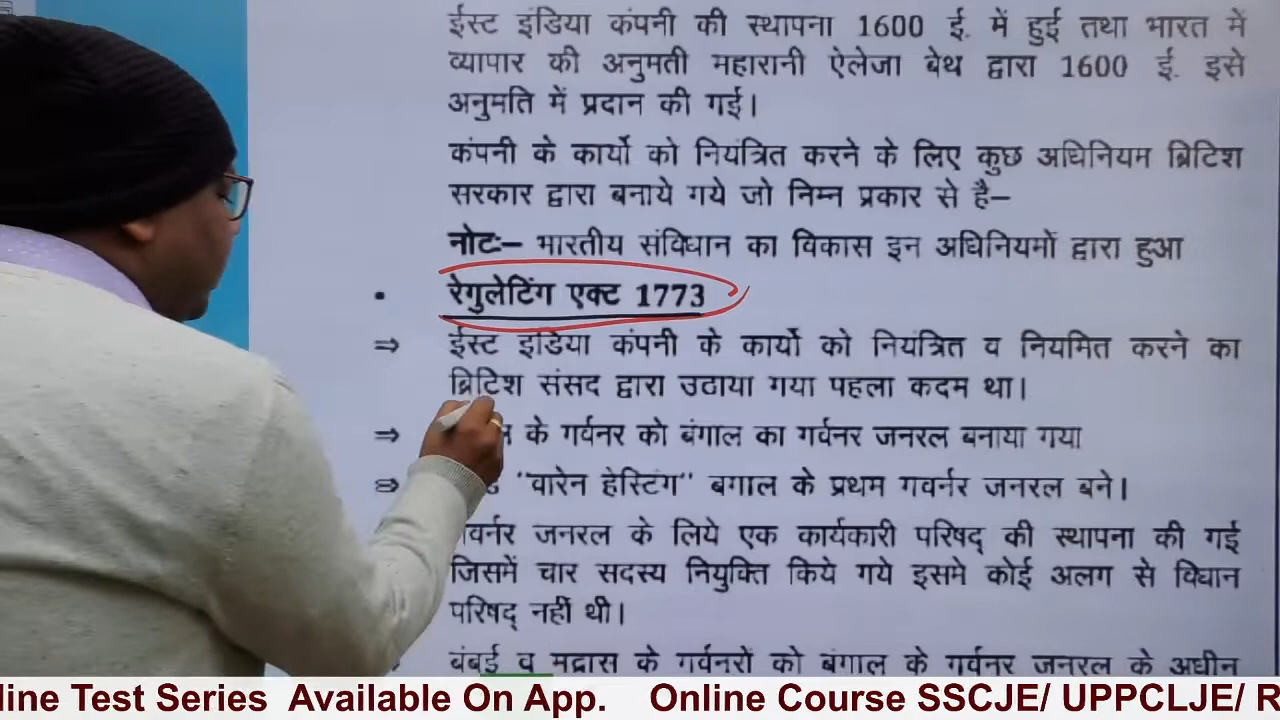 ईस्ट इंडिया कंपनी की स्थापना 1600 ई. में हुई तथा भारत में
व्यापार की अनुमती महारानी ऐलेजा बेथ द्वारा 1600 ई. इसे
अनुमति में प्रदान की गई।
कंपनी के कार्यो को नियंत्रित करने के लिए कुछ अधिनियम ब्रिटिश
सरकार द्वारा बनाये गये जो निम्न प्रकार से है–
नोटः– भारतीय संविधान का विकास इन अधिनियमों द्वारा हुआ
• रेगुलेटिंग एक्ट 1773
⇒ ईस्ट इंडिया कंपनी के कार्यो को नियंत्रित व नियमित करने का
ब्रिटिश संसद द्वारा उठाया गया पहला कदम था।
⇒ के गर्वनर को बंगाल का गर्वनर जनरल बनाया गया
⇒ "वारेन हेस्टिंग" बगाल के प्रथम गवर्नर जनरल बने।
जनरल के लिये एक कार्यकारी परिषद् की स्थापना की गई
जिसमें चार सदस्य नियुक्ति किये गये इसमे कोई अलग से विधान
परिषद् नहीं थी।
बंबई व मद्रास के गर्वनरों को बंगाल के गर्वनर जनरल के अधीन
line Test Series Available On App. Online Course SSCJE/ UPPCLJE/ R